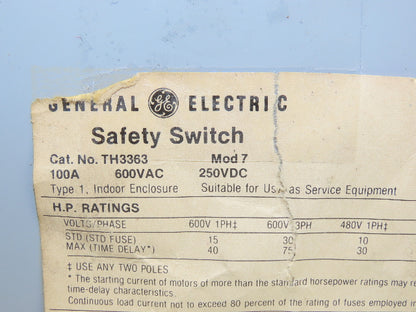 GENERAL GE ELECTRIC
Safety Switch
Cat. No. TH3363 Mod 7
100A 600VAC 250VDC
Type 1, Indoor Enclosure Suitable for Use as Service Equipment
H.P. RATINGS
VOLTS/PHASE 600V 1PH‡ 600V 3PH 480V 1PH‡
STD (STD FUSE) 15 30 10
MAX (TIME DELAY*) 40 75 30
‡ USE ANY TWO POLES
* The starting current of motors of more than the standard horsepower ratings may re
time-delay characteristics.
Continuous load current not to exceed 80 percent of the rating of fuses employed in